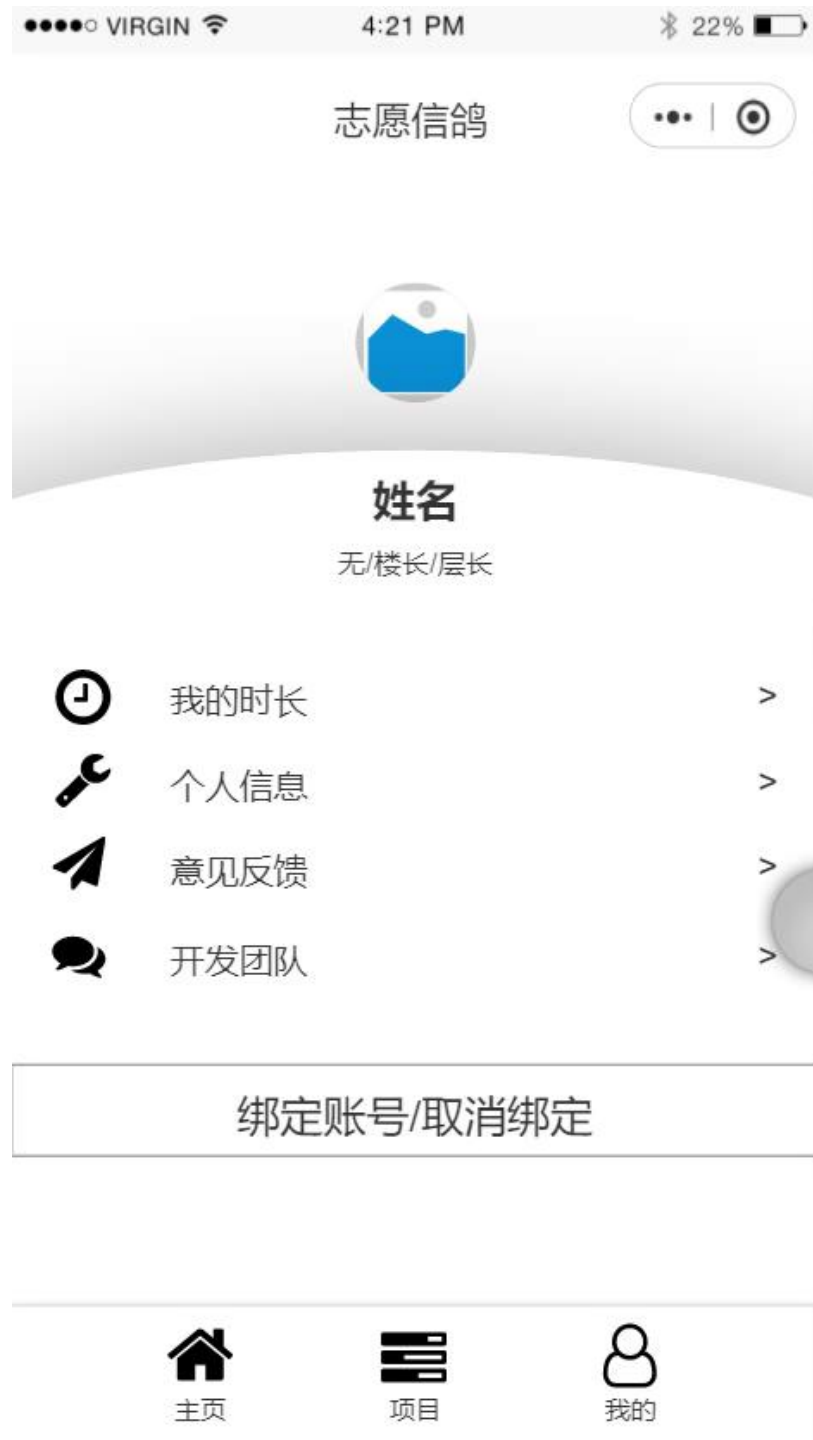 VIRGIN 4:21 PM 22%
志愿信鸽
姓名
无/楼长/层长
我的时长 >
个人信息 >
意见反馈 >
开发团队 >
绑定账号/取消绑定
主页 项目 我的